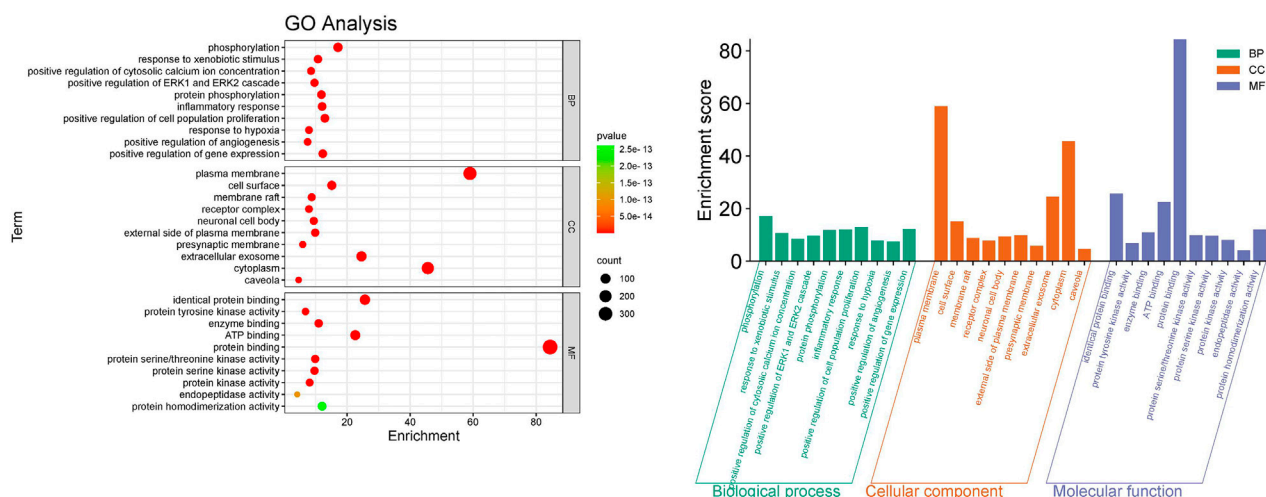 GO Analysis
phosphorylation
response to xenobiotic stimulus
positive regulation of cytosolic calcium ion concentration
positive regulation of ERK1 and ERK2 cascade
protein phosphorylation
inflammatory response
positive regulation of cell population proliferation
response to hypoxia
positive regulation of angiogenesis
positive regulation of gene expression
BP
plasma membrane
cell surface
membrane raft
receptor complex
neuronal cell body
external side of plasma membrane
presynaptic membrane
extracellular exosome
cytoplasm
caveola
CC
identical protein binding
protein tyrosine kinase activity
enzyme binding
ATP binding
protein binding
protein serine/threonine kinase activity
protein serine kinase activity
protein kinase activity
endopeptidase activity
protein homodimerization activity
MF
Term
20 40 60 80
Enrichment
pvalue
2.5e- 13
2.0e- 13
1.5e- 13
1.0e- 13
5.0e- 14
count
100
200
300
Enrichment score
80
60
40
20
0
BP
CC
MF
phosphorylation
response to xenobiotic stimulus
positive regulation of cytosolic calcium ion concentration
positive regulation of ERK1 and ERK2 cascade
protein phosphorylation
inflammatory response
positive regulation of cell population proliferation
response to hypoxia
positive regulation of angiogenesis
positive regulation of gene expression
plasma membrane
cell surface
membrane raft
receptor complex
neuronal cell body
external side of plasma membrane
presynaptic membrane
extracellular exosome
cytoplasm
caveola
identical protein binding
protein tyrosine kinase activity
enzyme binding
ATP binding
protein binding
protein serine/threonine kinase activity
protein serine kinase activity
protein kinase activity
endopeptidase activity
protein homodimerization activity
Biological process
Cellular component
Molecular function